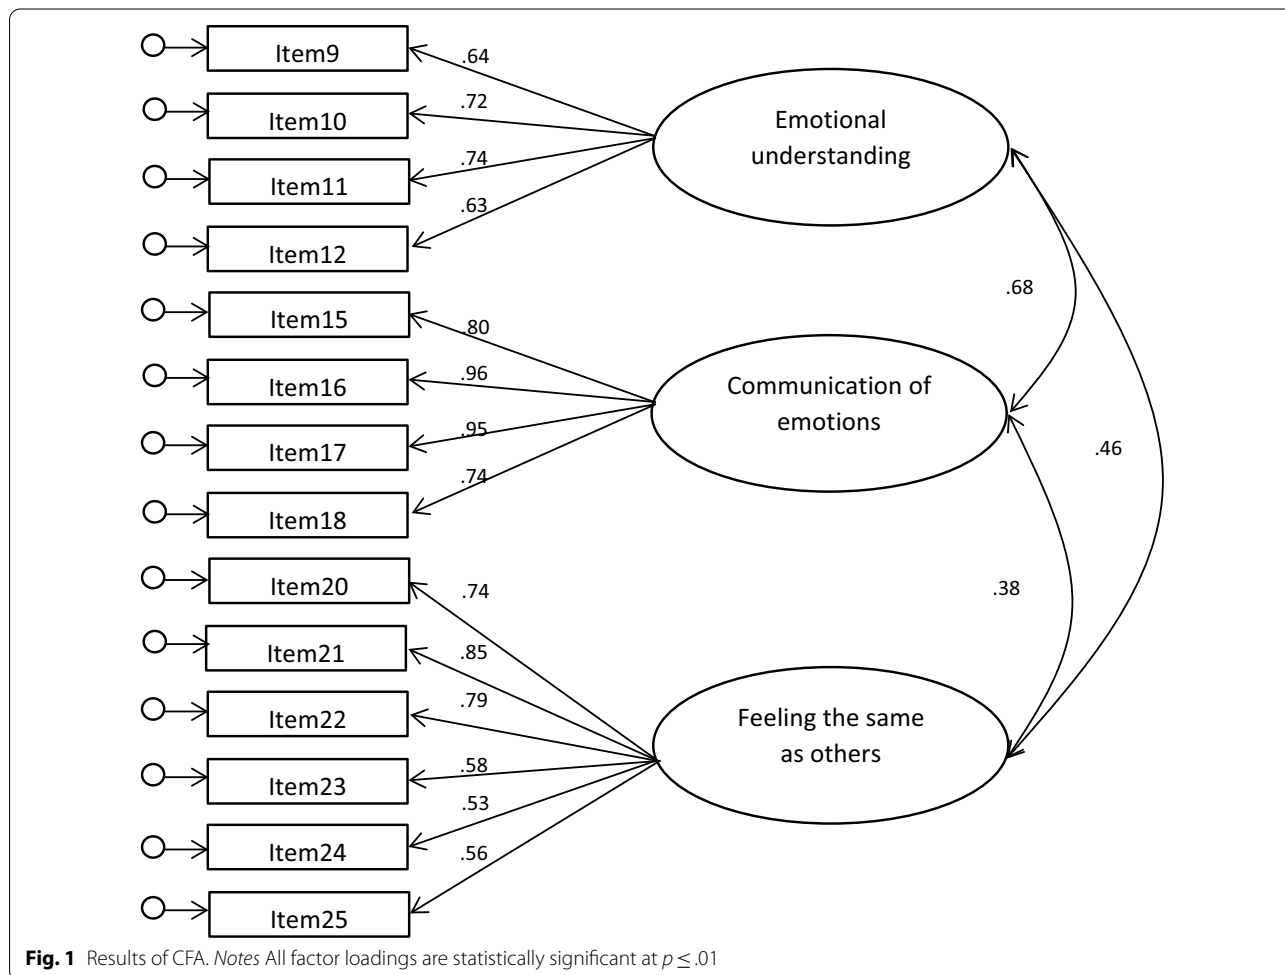 Item9
.64
Item10
.72
Item11
.74
Item12
.63
Emotional
understanding
Item15
.80
Item16
.96
Item17
.95
Item18
.74
Communication of
emotions
Item20
.74
Item21
.85
Item22
.79
Item23
.58
Item24
.53
Item25
.56
Feeling the same
as others
.68
.46
.38
Fig. 1 Results of CFA. Notes All factor loadings are statistically significant at p ≤ .01